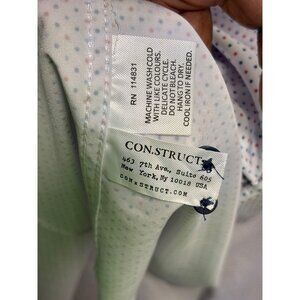 RN 114831
MACHINE WASH COLD
WITH LIKE COLOURS.
DELICATE CYCLE.
DO NOT BLEACH.
HANG TO DRY.
COOL IRON IF NEEDED.
CON.STRUCT
463 7th Ave., Suite 605
New York, Ny 10018 USA
CON.STRUCT.COM